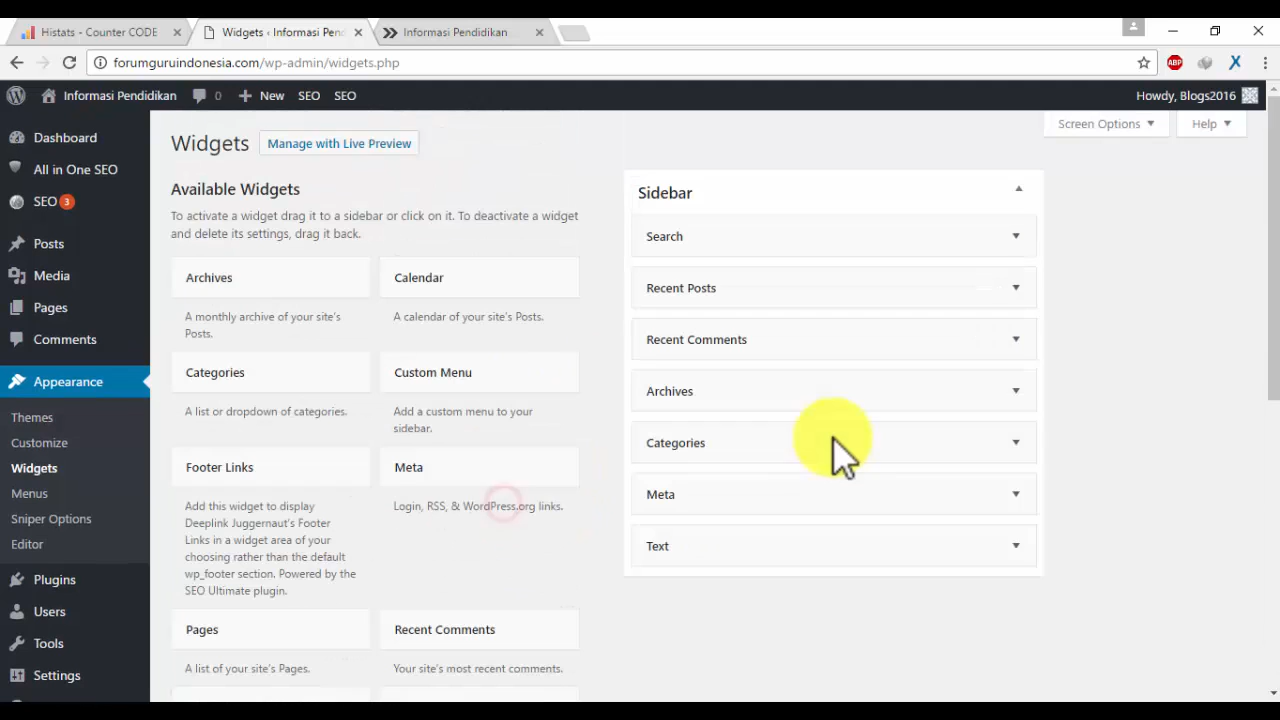 Histats - Counter CODE
Widgets ‹ Informasi Pend
Informasi Pendidikan
forumguruindonesia.com/wp-admin/widgets.php
ABP
Informasi Pendidikan 0 New SEO SEO
Howdy, Blogs2016
Dashboard
All in One SEO
SEO 3
Posts
Media
Pages
Comments
Appearance
Themes
Customize
Widgets
Menus
Sniper Options
Editor
Plugins
Users
Tools
Settings
Screen Options
Help
Widgets
Manage with Live Preview
Available Widgets
To activate a widget drag it to a sidebar or click on it. To deactivate a widget
and delete its settings, drag it back.
Archives
A monthly archive of your site's
Posts.
Calendar
A calendar of your site's Posts.
Categories
A list or dropdown of categories.
Custom Menu
Add a custom menu to your
sidebar.
Footer Links
Add this widget to display
Deeplink Juggernaut's Footer
Links in a widget area of your
choosing rather than the default
wp_footer section. Powered by the
SEO Ultimate plugin.
Meta
Login, RSS, & WordPress.org links.
Pages
A list of your site's Pages.
Recent Comments
Your site's most recent comments.
Sidebar
Search
Recent Posts
Recent Comments
Archives
Categories
Meta
Text